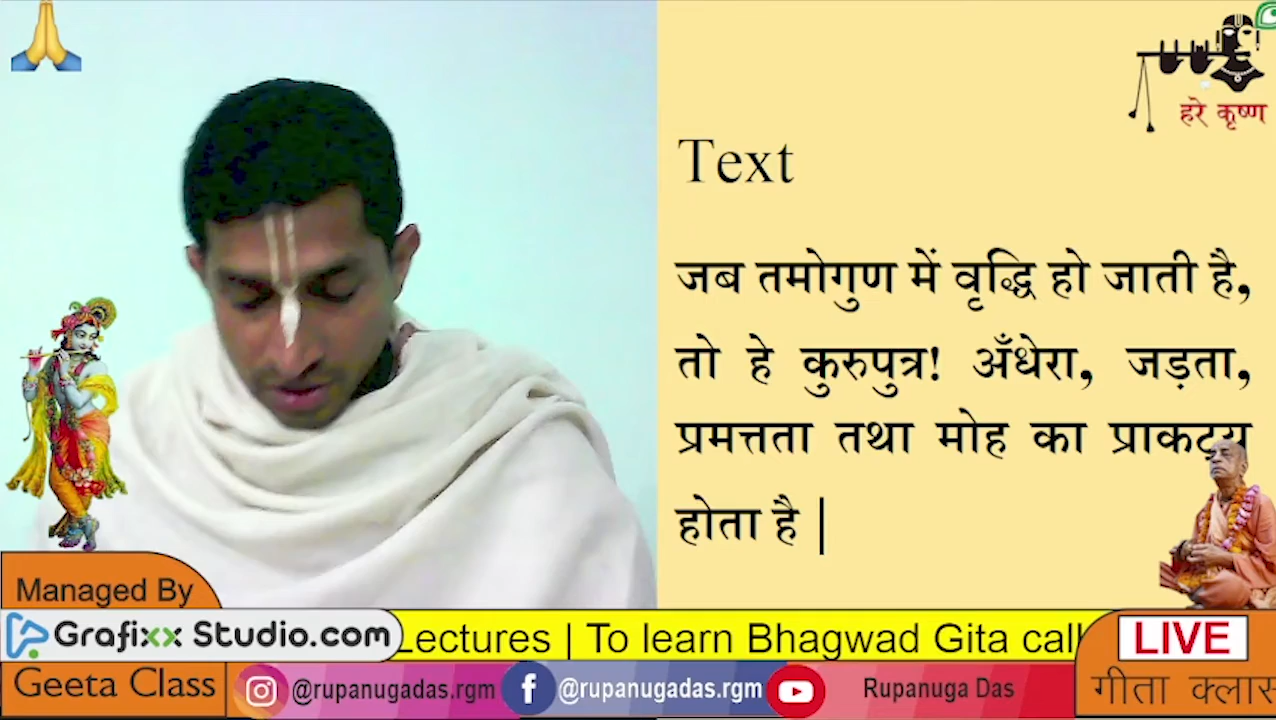 हरे कृष्ण
Text
जब तमोगुण में वृद्धि हो जाती है,
तो हे कुरुपुत्र! अँधेरा, जड़ता,
प्रमत्तता तथा मोह का प्राकट्य
होता है |
Managed By
Grafixx Studio.com
Lectures | To learn Bhagwad Gita call
LIVE
Geeta Class
@rupanugadas.rgm
@rupanugadas.rgm
Rupanuga Das
गीता क्लास